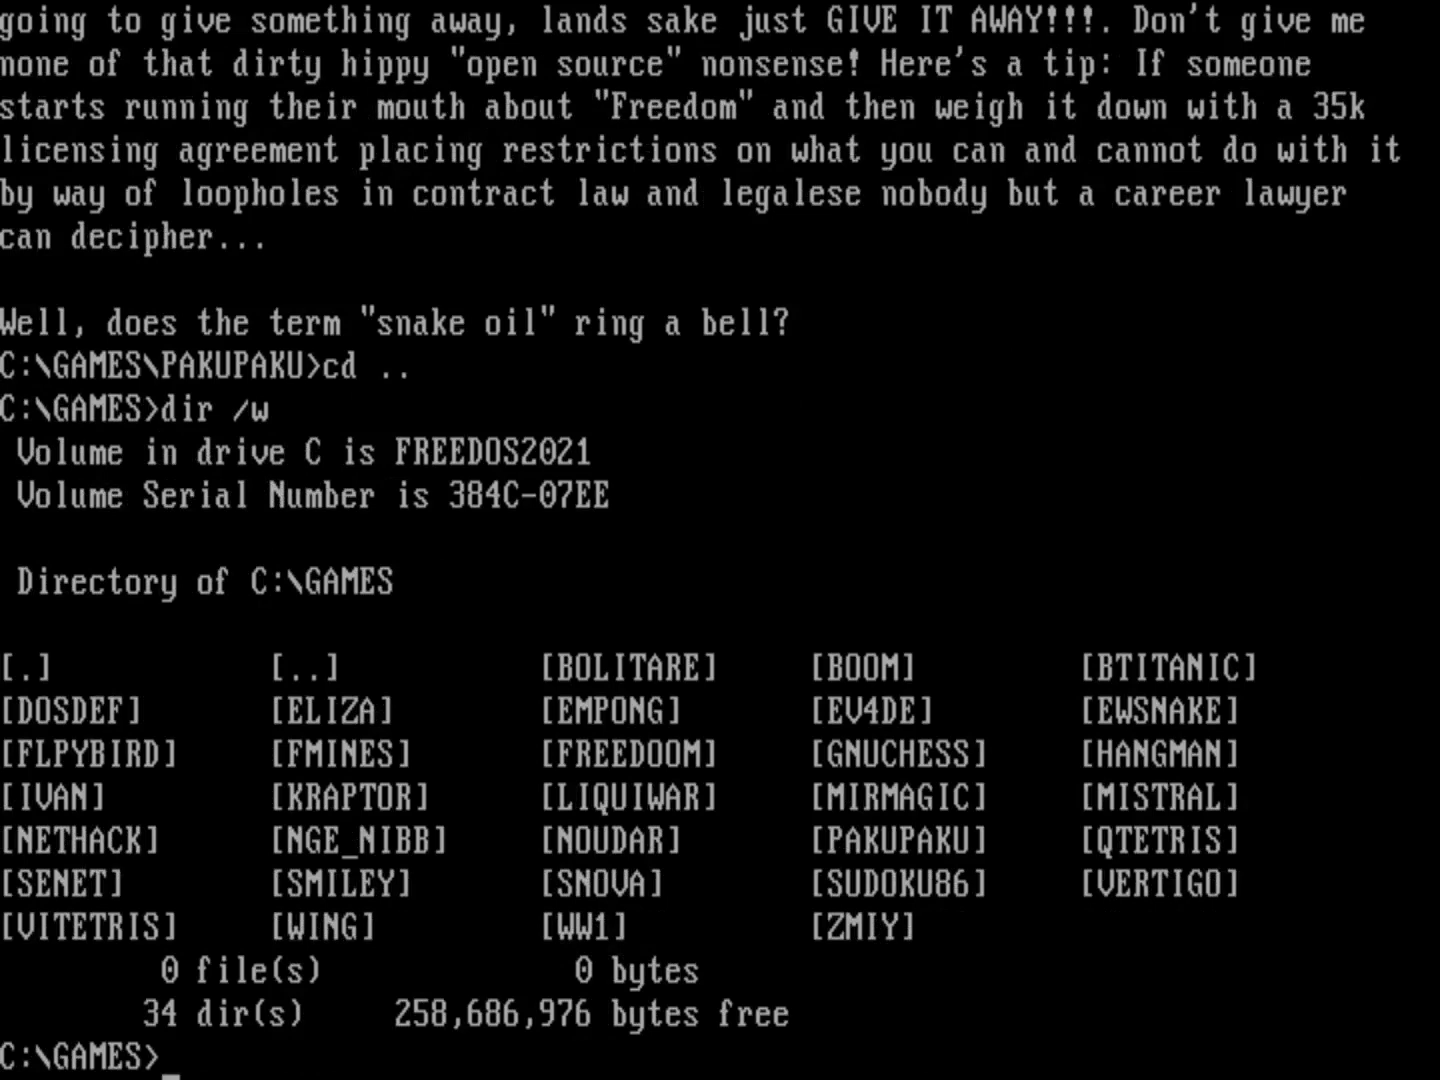 going to give something away, lands sake just GIVE IT AWAY!!!. Don't give me
none of that dirty hippy "open source" nonsense! Here's a tip: If someone
starts running their mouth about "Freedom" and then weigh it down with a 35k
licensing agreement placing restrictions on what you can and cannot do with it
by way of loopholes in contract law and legalese nobody but a career lawyer
can decipher...
Well, does the term "snake oil" ring a bell?
C:\GAMES\PAKUPAKU>cd ..
C:\GAMES>dir /w
Volume in drive C is FREEDOS2021
Volume Serial Number is 384C-07EE
Directory of C:\GAMES
[.] [..] [BOLITARE] [BOOM] [BTITANIC]
[DOSDEF] [ELIZA] [EMPONG] [EV4DE] [EWSNAKE]
[FLPYBIRD] [FMINES] [FREEDOOM] [GNUCHESS] [HANGMAN]
[IVAN] [KRAPTOR] [LIQUIWAR] [MIRMAGIC] [MISTRAL]
[NETHACK] [NGE_NIBB] [NOUDAR] [PAKUPAKU] [QTETRIS]
[SENET] [SMILEY] [SNOVA] [SUDOKU86] [VERTIGO]
[VITETRIS] [WING] [WW1] [ZMIY]
0 file(s) 0 bytes
34 dir(s) 258,686,976 bytes free
C:\GAMES>_